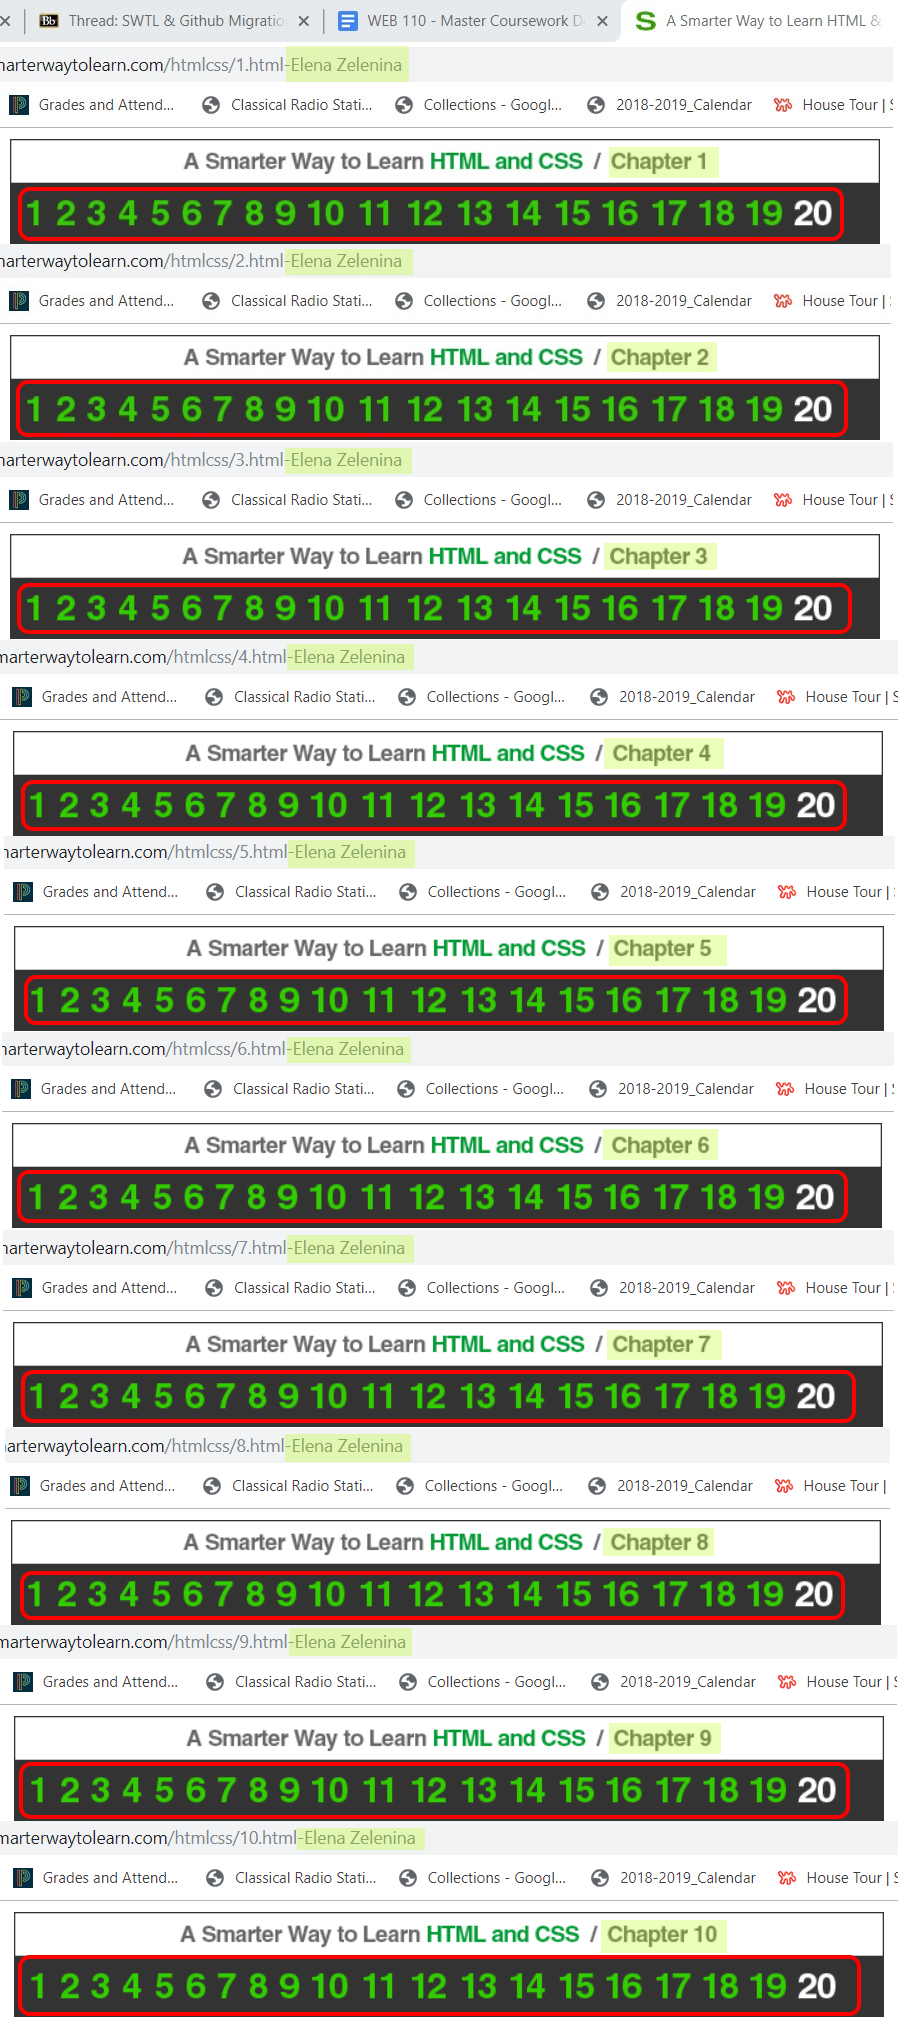 Bb Thread: SWTL & Github Migratio WEB 110 - Master Coursework D A Smarter Way to Learn HTML &
marterwaytolearn.com/htmlcss/1.html-Elena Zelenina
Grades and Attend... Classical Radio Stati... Collections - Googl... 2018-2019_Calendar House Tour | S
A Smarter Way to Learn HTML and CSS / Chapter 1
1 2 3 4 5 6 7 8 9 10 11 12 13 14 15 16 17 18 19 20
marterwaytolearn.com/htmlcss/2.html-Elena Zelenina
Grades and Attend... Classical Radio Stati... Collections - Googl... 2018-2019_Calendar House Tour |
A Smarter Way to Learn HTML and CSS / Chapter 2
1 2 3 4 5 6 7 8 9 10 11 12 13 14 15 16 17 18 19 20
marterwaytolearn.com/htmlcss/3.html-Elena Zelenina
Grades and Attend... Classical Radio Stati... Collections - Googl... 2018-2019_Calendar House Tour | S
A Smarter Way to Learn HTML and CSS / Chapter 3
1 2 3 4 5 6 7 8 9 10 11 12 13 14 15 16 17 18 19 20
marterwaytolearn.com/htmlcss/4.html-Elena Zelenina
Grades and Attend... Classical Radio Stati... Collections - Googl... 2018-2019_Calendar House Tour | S
A Smarter Way to Learn HTML and CSS / Chapter 4
1 2 3 4 5 6 7 8 9 10 11 12 13 14 15 16 17 18 19 20
marterwaytolearn.com/htmlcss/5.html-Elena Zelenina
Grades and Attend... Classical Radio Stati... Collections - Googl... 2018-2019_Calendar House Tour |
A Smarter Way to Learn HTML and CSS / Chapter 5
1 2 3 4 5 6 7 8 9 10 11 12 13 14 15 16 17 18 19 20
marterwaytolearn.com/htmlcss/6.html-Elena Zelenina
Grades and Attend... Classical Radio Stati... Collections - Googl... 2018-2019_Calendar House Tour |
A Smarter Way to Learn HTML and CSS / Chapter 6
1 2 3 4 5 6 7 8 9 10 11 12 13 14 15 16 17 18 19 20
marterwaytolearn.com/htmlcss/7.html-Elena Zelenina
Grades and Attend... Classical Radio Stati... Collections - Googl... 2018-2019_Calendar House Tour |
A Smarter Way to Learn HTML and CSS / Chapter 7
1 2 3 4 5 6 7 8 9 10 11 12 13 14 15 16 17 18 19 20
arterwaytolearn.com/htmlcss/8.html-Elena Zelenina
Grades and Attend... Classical Radio Stati... Collections - Googl... 2018-2019_Calendar House Tour |
A Smarter Way to Learn HTML and CSS / Chapter 8
1 2 3 4 5 6 7 8 9 10 11 12 13 14 15 16 17 18 19 20
marterwaytolearn.com/htmlcss/9.html-Elena Zelenina
Grades and Attend... Classical Radio Stati... Collections - Googl... 2018-2019_Calendar House Tour | S
A Smarter Way to Learn HTML and CSS / Chapter 9
1 2 3 4 5 6 7 8 9 10 11 12 13 14 15 16 17 18 19 20
marterwaytolearn.com/htmlcss/10.html-Elena Zelenina
Grades and Attend... Classical Radio Stati... Collections - Googl... 2018-2019_Calendar House Tour | S
A Smarter Way to Learn HTML and CSS / Chapter 10
1 2 3 4 5 6 7 8 9 10 11 12 13 14 15 16 17 18 19 20